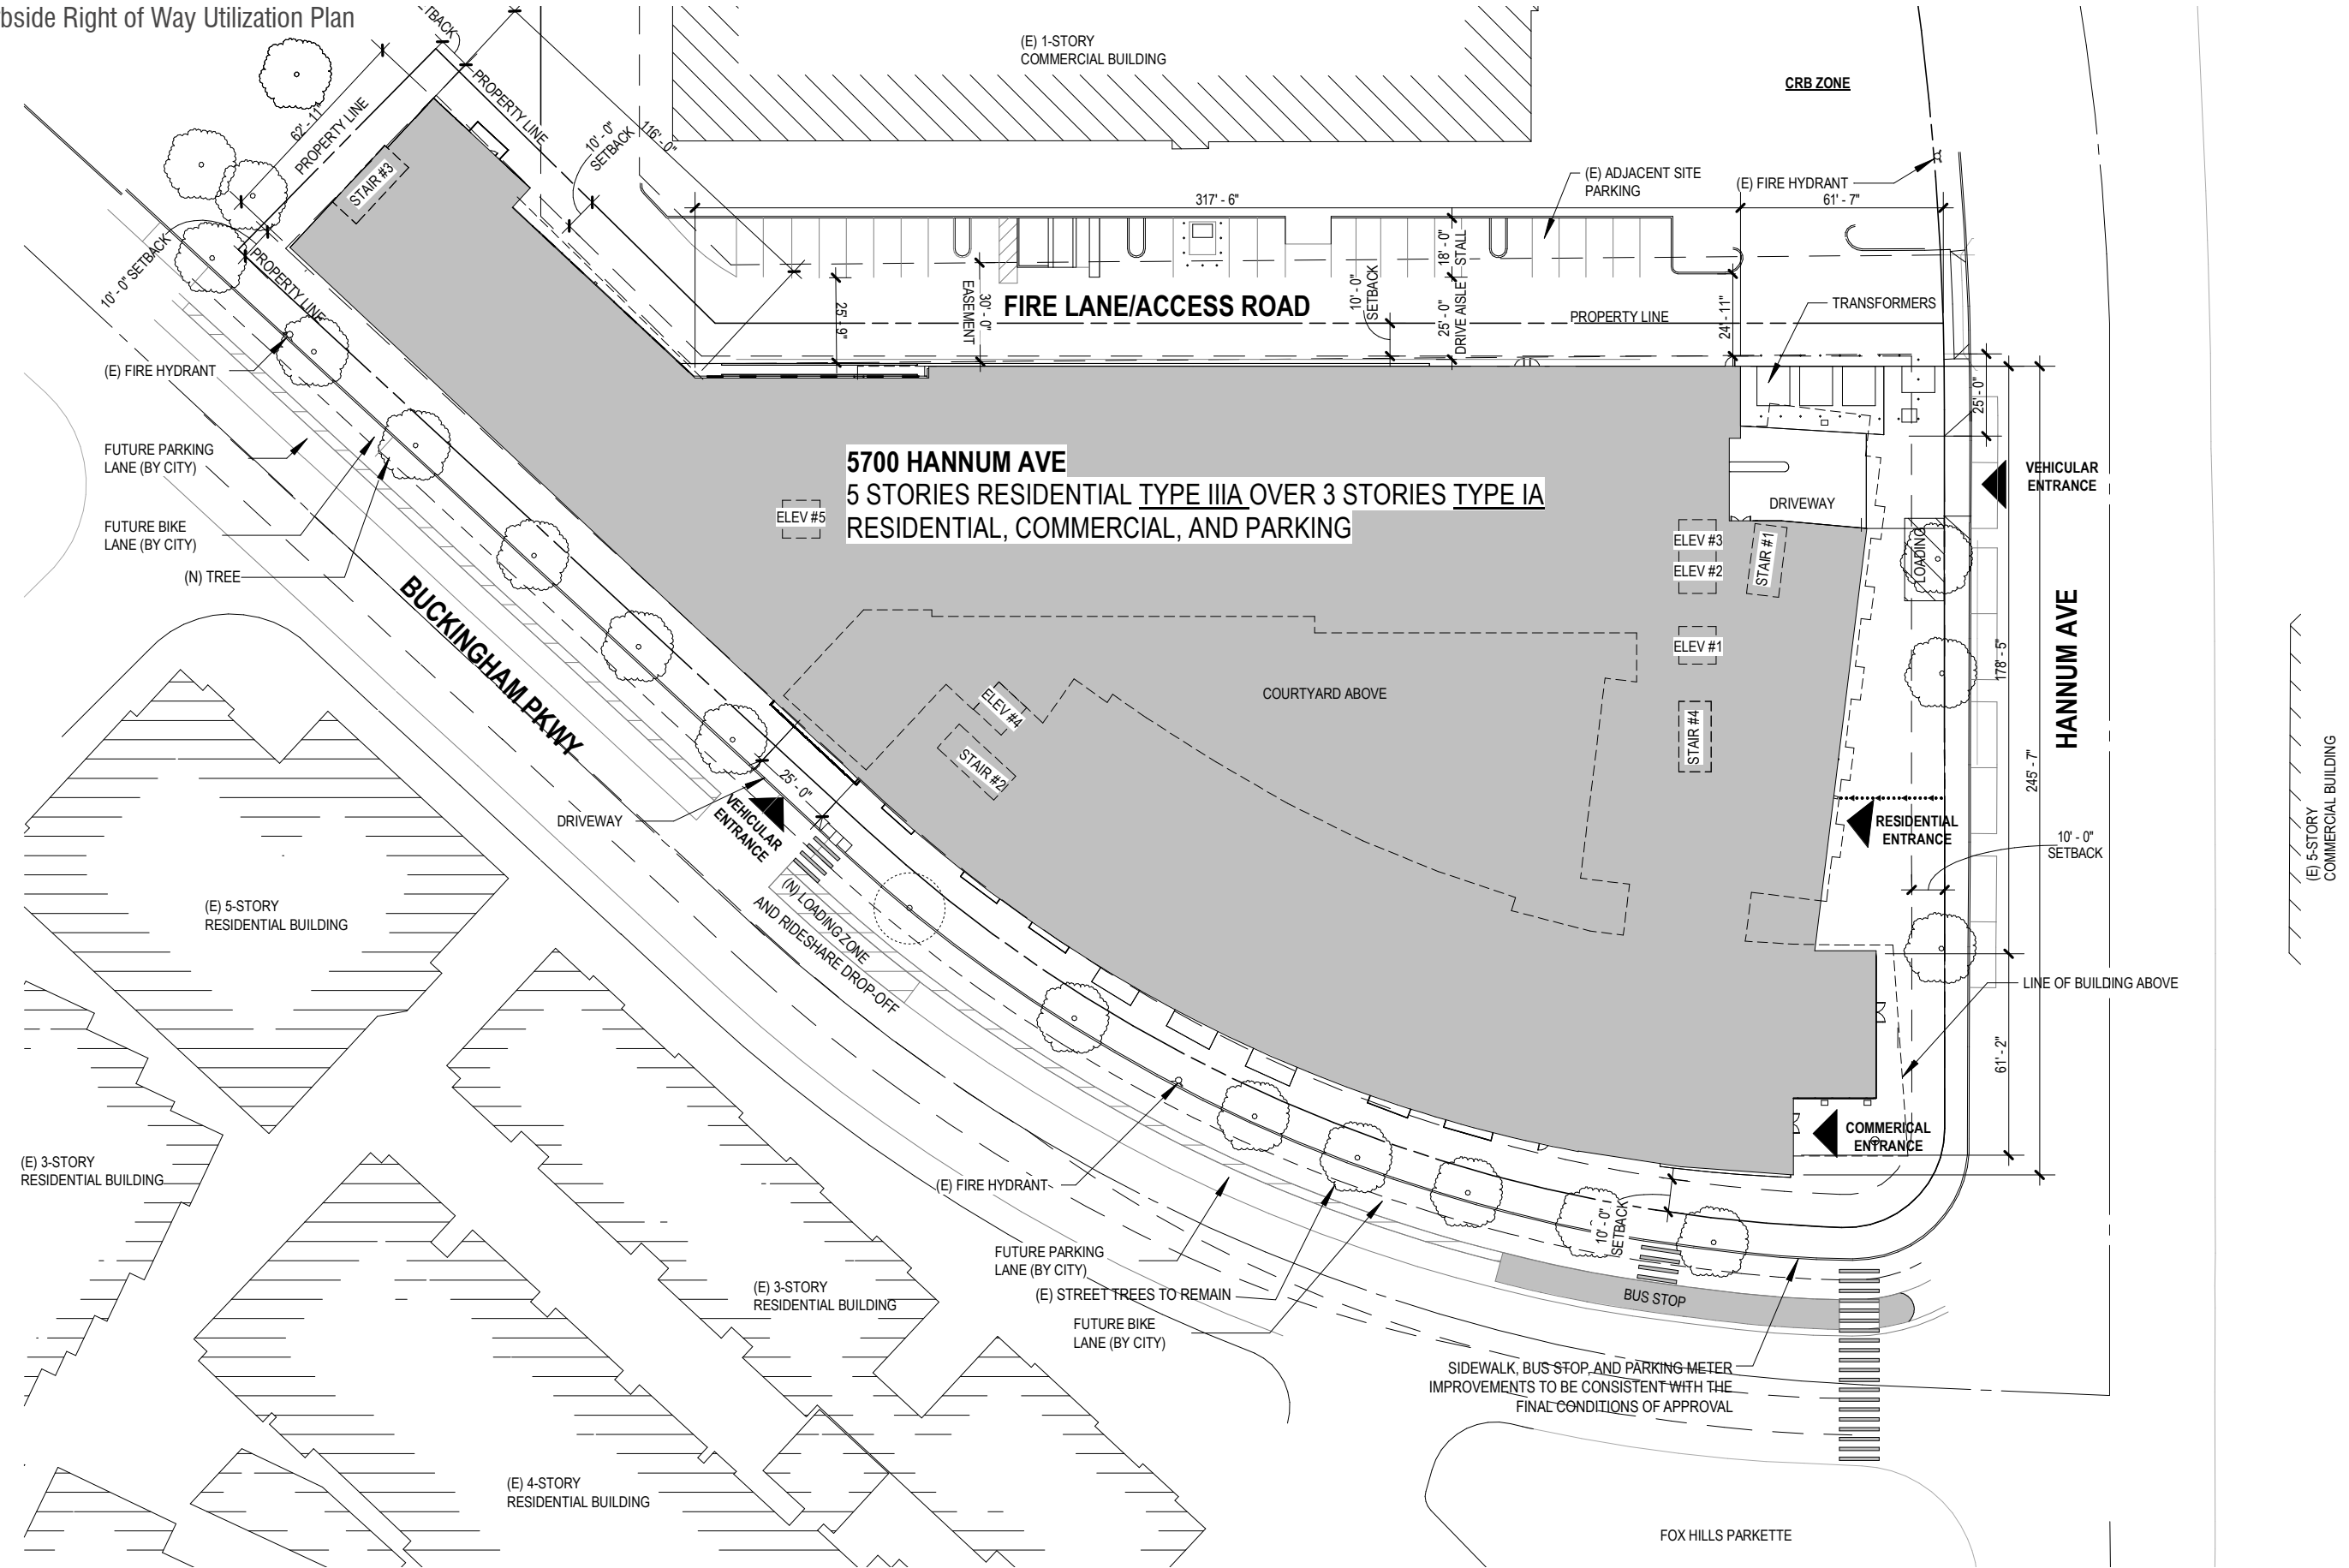 bside Right of Way Utilization Plan
TBACK
(E) 1-STORY
COMMERCIAL BUILDING
CRB ZONE
62' - 11"
PROPERTY LINE
PROPERTY LINE
10' - 0"
SETBACK
116' - 0"
STAIR #3
(E) ADJACENT SITE
PARKING
(E) FIRE HYDRANT
317' - 6"
61' - 7"
10' - 0" SETBACK
PROPERTY LINE
25' - 9"
EASEMENT
30' - 0"
FIRE LANE/ACCESS ROAD
10' - 0"
SETBACK
18' - 0"
STALL
25' - 0"
DRIVE AISLE
PROPERTY LINE
24' - 11"
TRANSFORMERS
(E) FIRE HYDRANT
25' - 0"
FUTURE PARKING
LANE (BY CITY)
5700 HANNUM AVE
5 STORIES RESIDENTIAL TYPE IIIA OVER 3 STORIES TYPE IA
RESIDENTIAL, COMMERCIAL, AND PARKING
VEHICULAR
ENTRANCE
DRIVEWAY
ELEV #5
FUTURE BIKE
LANE (BY CITY)
ELEV #3
ELEV #2
STAIR #1
LOADING
(N) TREE
BUCKINGHAM PKWY
ELEV #1
178' - 5"
HANNUM AVE
COURTYARD ABOVE
ELEV #4
STAIR #2
STAIR #4
245' - 7"
(E) 5-STORY
COMMERCIAL BUILDING
25' - 0"
DRIVEWAY
VEHICULAR
ENTRANCE
RESIDENTIAL
ENTRANCE
10' - 0"
SETBACK
(N) LOADING ZONE
AND RIDESHARE DROP-OFF
(E) 5-STORY
RESIDENTIAL BUILDING
LINE OF BUILDING ABOVE
61' - 2"
COMMERICAL
ENTRANCE
(E) 3-STORY
RESIDENTIAL BUILDING
(E) FIRE HYDRANT
10' - 0"
SETBACK
FUTURE PARKING
LANE (BY CITY)
(E) 3-STORY
RESIDENTIAL BUILDING
(E) STREET TREES TO REMAIN
BUS STOP
FUTURE BIKE
LANE (BY CITY)
SIDEWALK, BUS STOP, AND PARKING METER
IMPROVEMENTS TO BE CONSISTENT WITH THE
FINAL CONDITIONS OF APPROVAL
(E) 4-STORY
RESIDENTIAL BUILDING
FOX HILLS PARKETTE